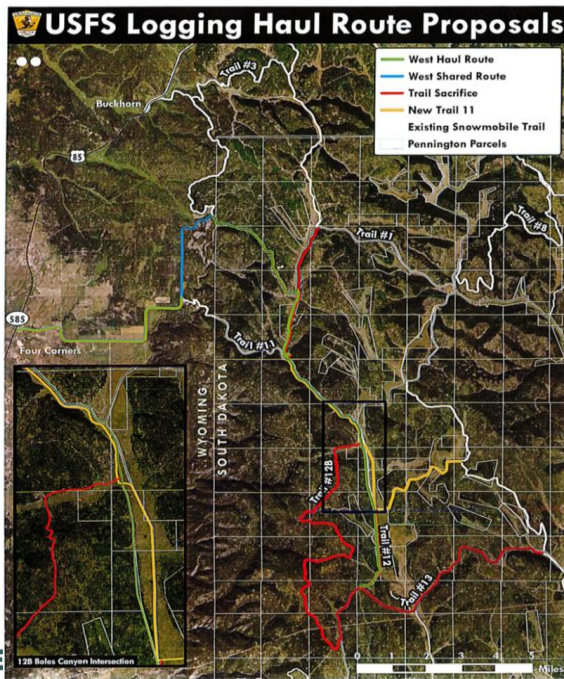 USFS Logging Haul Route Proposals
West Haul Route
West Shared Route
Trail Sacrifice
New Trail 11
Existing Snowmobile Trail
Pennington Parcels
Trail #3
Buckhorn
85
Trail #8
Trail #1
585
Four Corners
Trail #11
WYOMING
SOUTH DAKOTA
Trail #12B
Trail #12
Trail #13
12B Boles Canyon Intersection
0 1 2 3 4 5
Miles